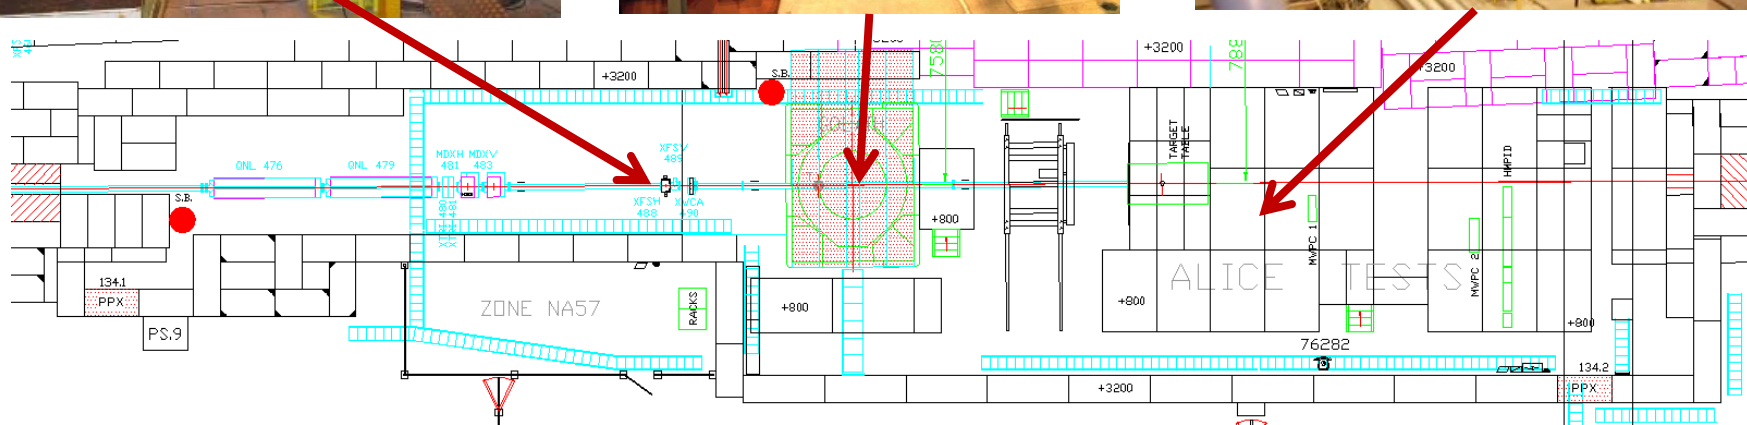 +3200
+3200
+3200
7580
788
S.B.
QNL 476
QNL 479
MDXH MDXV
481 483
XFSV
489
TARGET
TABLE
HMPID
S.B.
XFSH XWCA
488 490
+800
MWPC 1
MWPC 2
134.1
PPX
PS.9
ZONE NA57
RACKS
+800
+800
ALICE TESTS
+800
76282
+3200
134.2
PPX